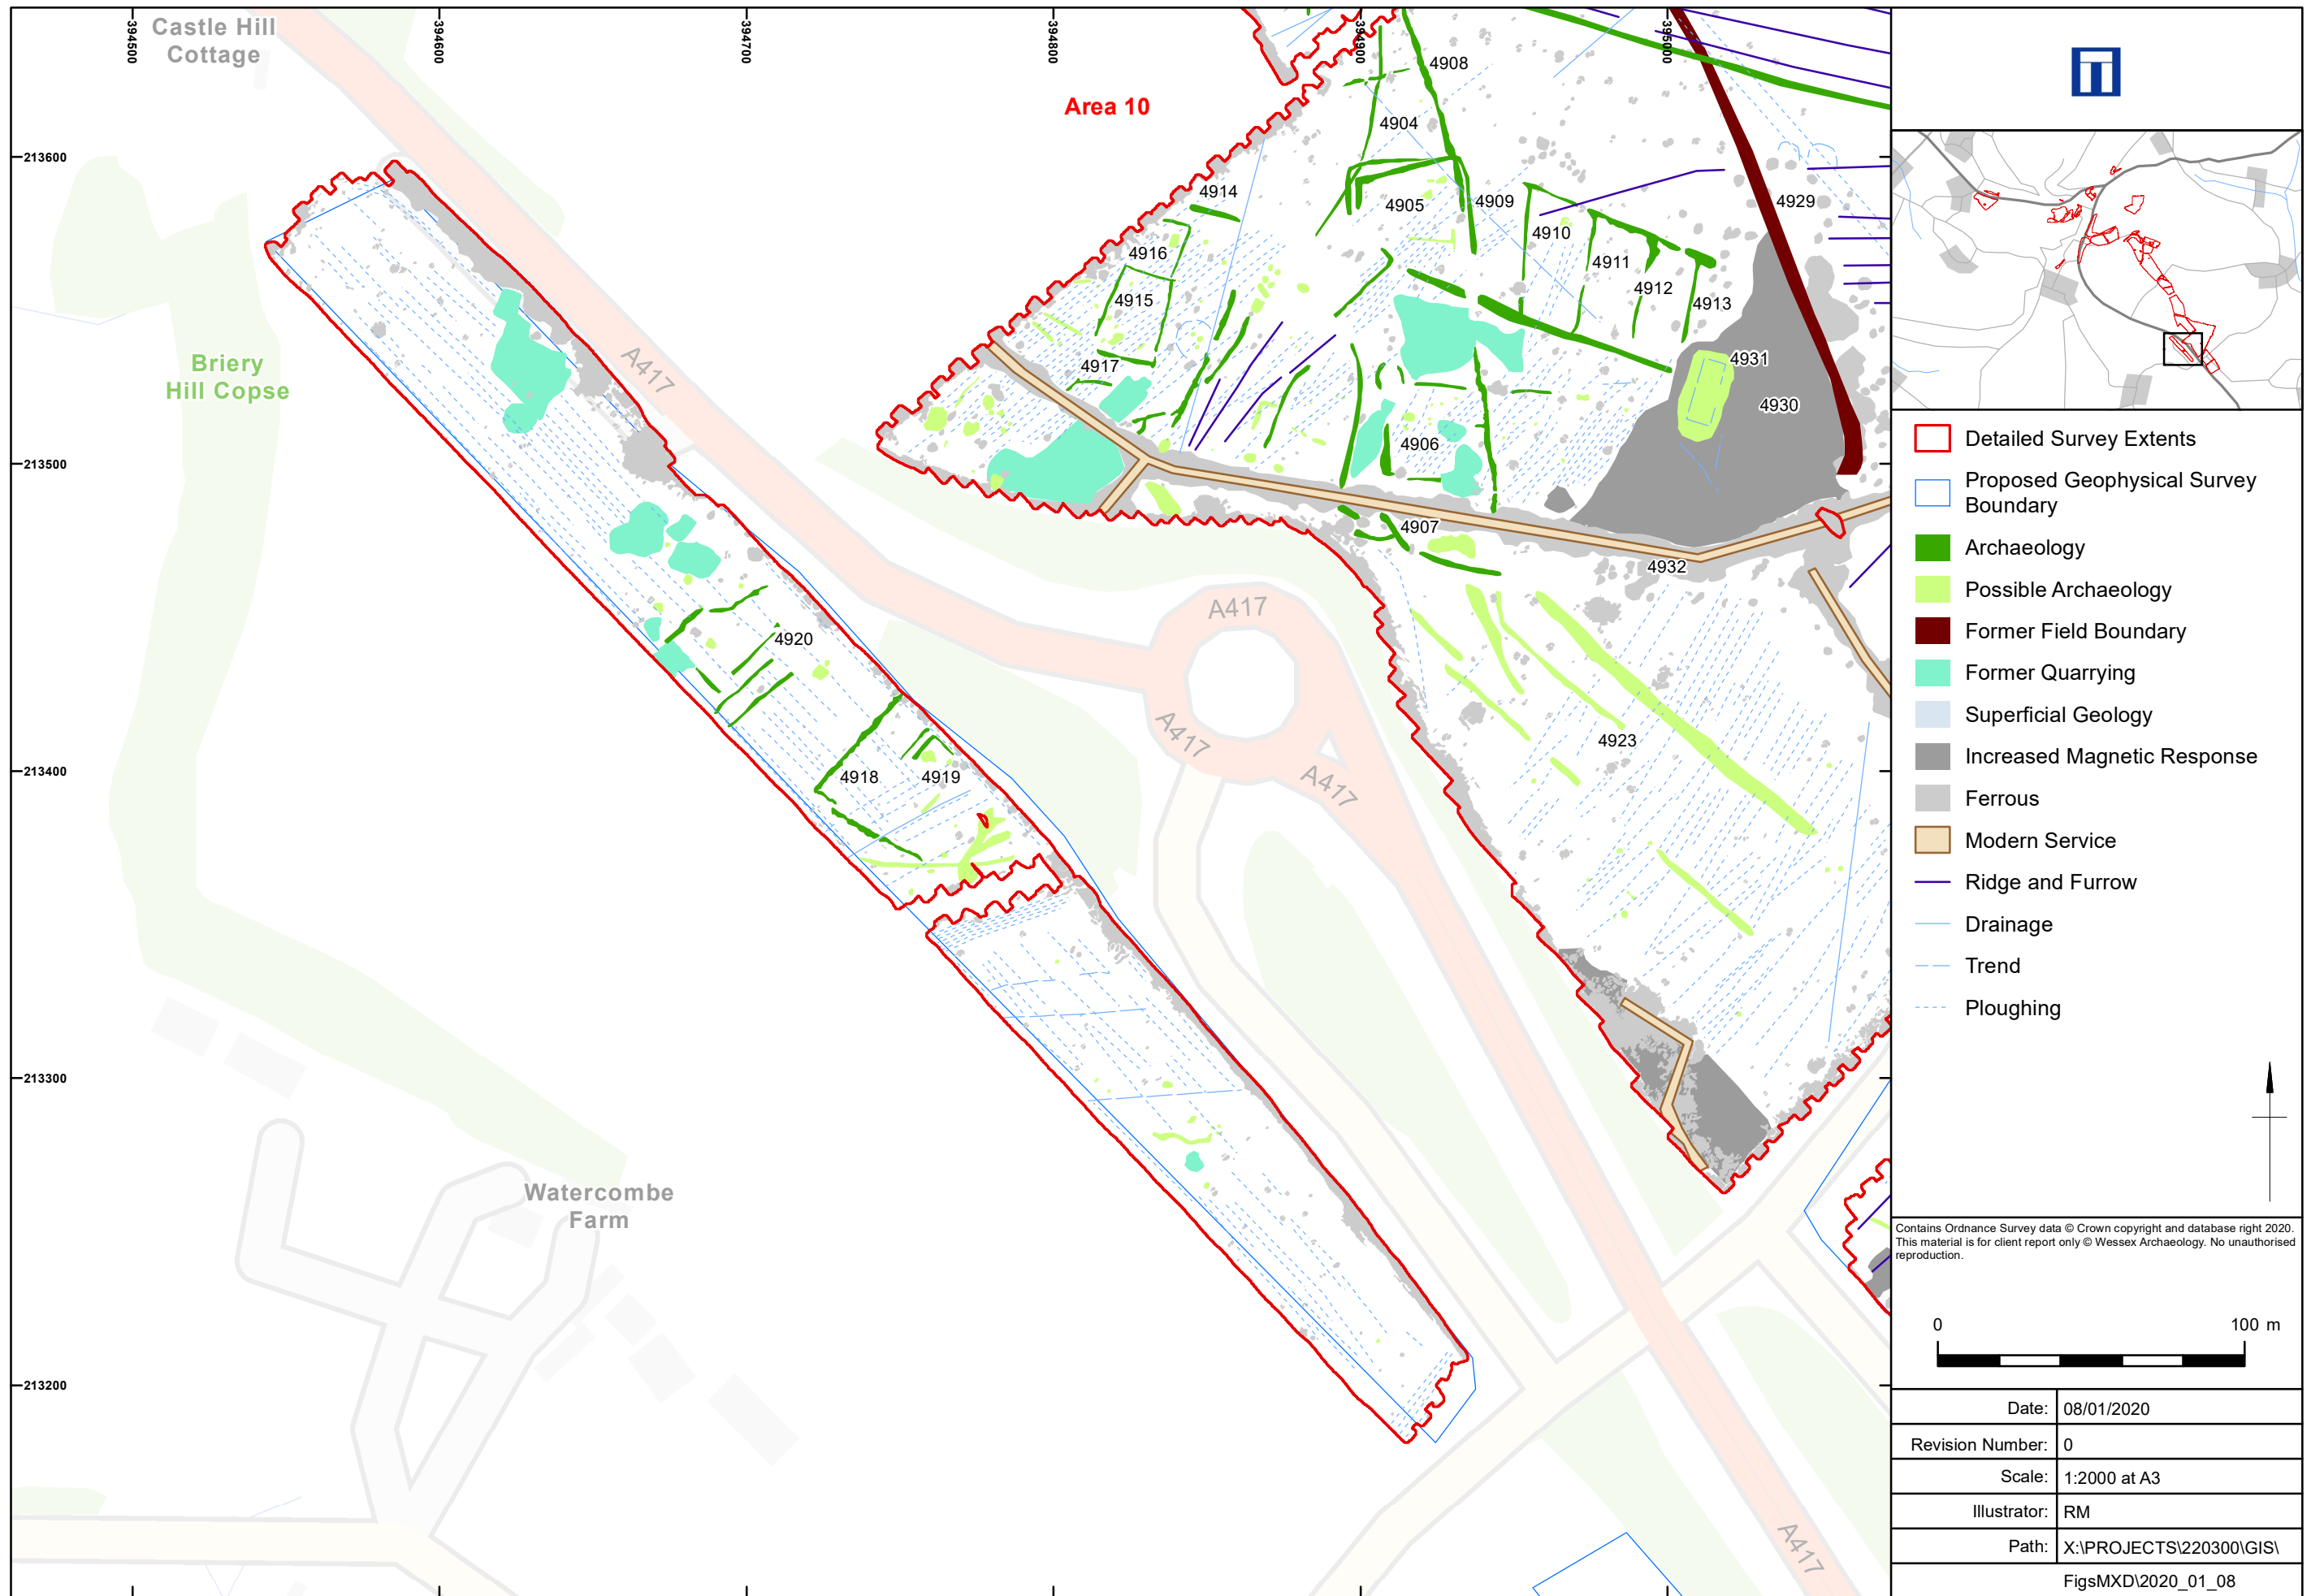 Castle Hill
Cottage
394500
394600
394700
394800
394900
395000
Area 10
213600
213500
213400
213300
213200
Briery
Hill Copse
Watercombe
Farm
A417
A417
A417
A417
A417
4908
4904
4914
4905
4909
4929
4916
4910
4911
4915
4912
4913
4917
4931
4930
4906
4907
4932
4920
4923
4918
4919
Detailed Survey Extents
Proposed Geophysical Survey
Boundary
Archaeology
Possible Archaeology
Former Field Boundary
Former Quarrying
Superficial Geology
Increased Magnetic Response
Ferrous
Modern Service
Ridge and Furrow
Drainage
Trend
Ploughing
Contains Ordnance Survey data © Crown copyright and database right 2020.
This material is for client report only © Wessex Archaeology. No unauthorised
reproduction.
0 100 m
Date: 08/01/2020
Revision Number: 0
Scale: 1:2000 at A3
Illustrator: RM
Path: X:\PROJECTS\220300\GIS\
FigsMXD\2020_01_08